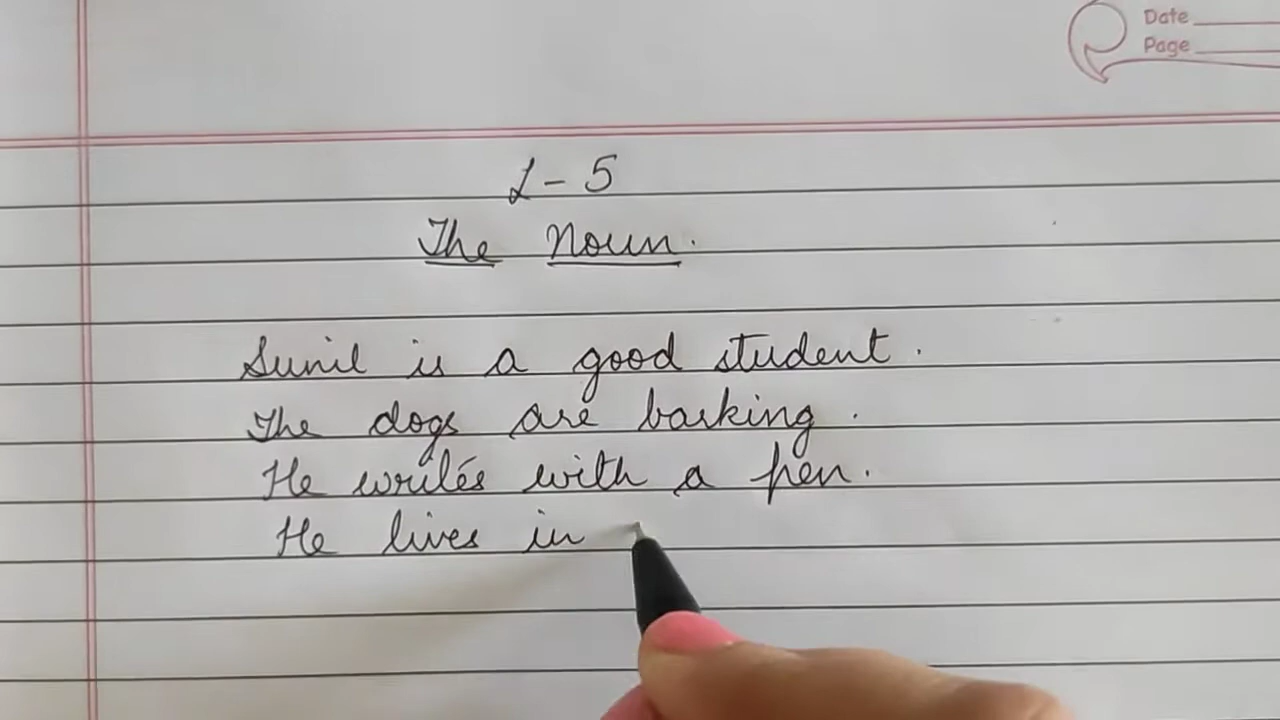 Date
Page
L - 5
The Noun.
Sunil is a good student.
The dogs are barking.
He writes with a pen.
He lives in